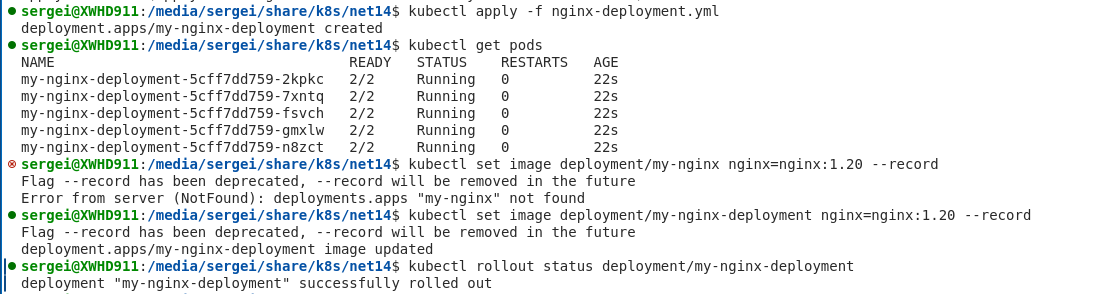 sergei@XWHD911:/media/sergei/share/k8s/net14$ kubectl apply -f nginx-deployment.yml
deployment.apps/my-nginx-deployment created
sergei@XWHD911:/media/sergei/share/k8s/net14$ kubectl get pods
NAME                                   READY   STATUS    RESTARTS   AGE
my-nginx-deployment-5cff7dd759-2kpkc   2/2     Running   0          22s
my-nginx-deployment-5cff7dd759-7xntq   2/2     Running   0          22s
my-nginx-deployment-5cff7dd759-fsvch   2/2     Running   0          22s
my-nginx-deployment-5cff7dd759-gmxlw   2/2     Running   0          22s
my-nginx-deployment-5cff7dd759-n8zct   2/2     Running   0          22s
sergei@XWHD911:/media/sergei/share/k8s/net14$ kubectl set image deployment/my-nginx nginx=nginx:1.20 --record
Flag --record has been deprecated, --record will be removed in the future
Error from server (NotFound): deployments.apps "my-nginx" not found
sergei@XWHD911:/media/sergei/share/k8s/net14$ kubectl set image deployment/my-nginx-deployment nginx=nginx:1.20 --record
Flag --record has been deprecated, --record will be removed in the future
deployment.apps/my-nginx-deployment image updated
sergei@XWHD911:/media/sergei/share/k8s/net14$ kubectl rollout status deployment/my-nginx-deployment
deployment "my-nginx-deployment" successfully rolled out